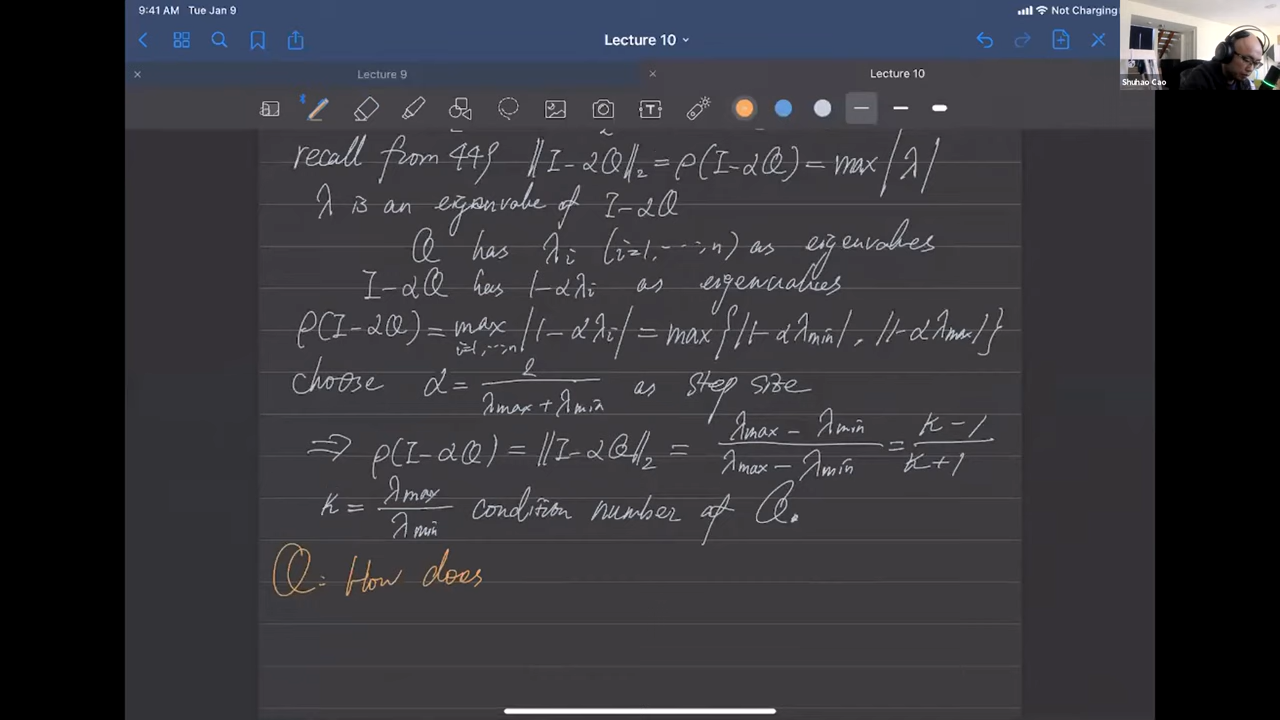 9:41 AM Tue Jan 9
Not Charging
Lecture 10
Shuhao Cao
Lecture 9
Lecture 10
recall from 449 ‖I-αQ‖₂ = ρ(I-αQ) = max|λ|
λ is an eigenvalue of I-αQ
Q has λᵢ (i=1,⋯,n) as eigenvalues
I-αQ has 1-αλᵢ as eigenvalues
ρ(I-αQ) = max_{i=1,⋯,n} |1-αλᵢ| = max{|1-αλmin|, |1-αλmax|}
choose α = 2/(λmax+λmin) as step size
⇒ ρ(I-αQ) = ‖I-αQ‖₂ = (λmax-λmin)/(λmax-λmin) = (κ-1)/(κ+1)
κ = λmax/λmin condition number of Q.
Q: How does